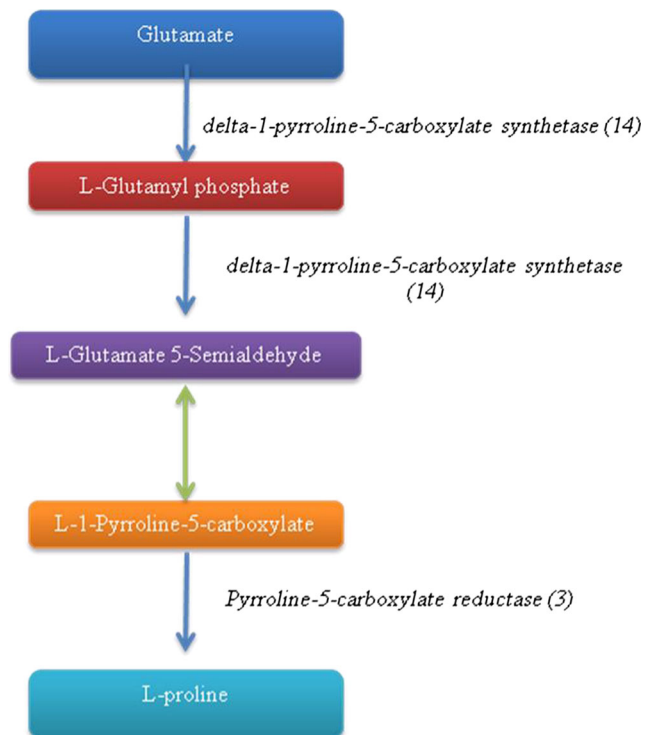 Glutamate
delta-1-pyrroline-5-carboxylate synthetase (14)
L-Glutamyl phosphate
delta-1-pyrroline-5-carboxylate synthetase
(14)
L-Glutamate 5-Semialdehyde
L-1-Pyrroline-5-carboxylate
Pyrroline-5-carboxylate reductase (3)
L-proline